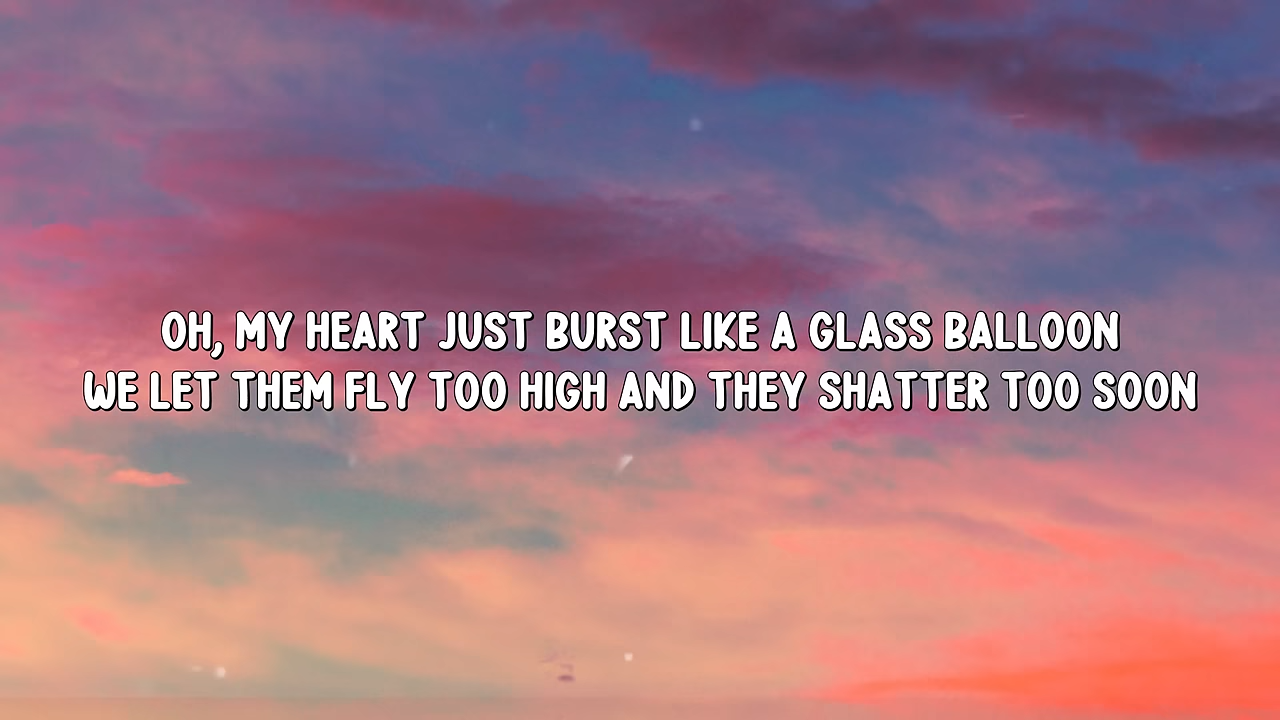 OH, MY HEART JUST BURST LIKE A GLASS BALLOON
WE LET THEM FLY TOO HIGH AND THEY SHATTER TOO SOON